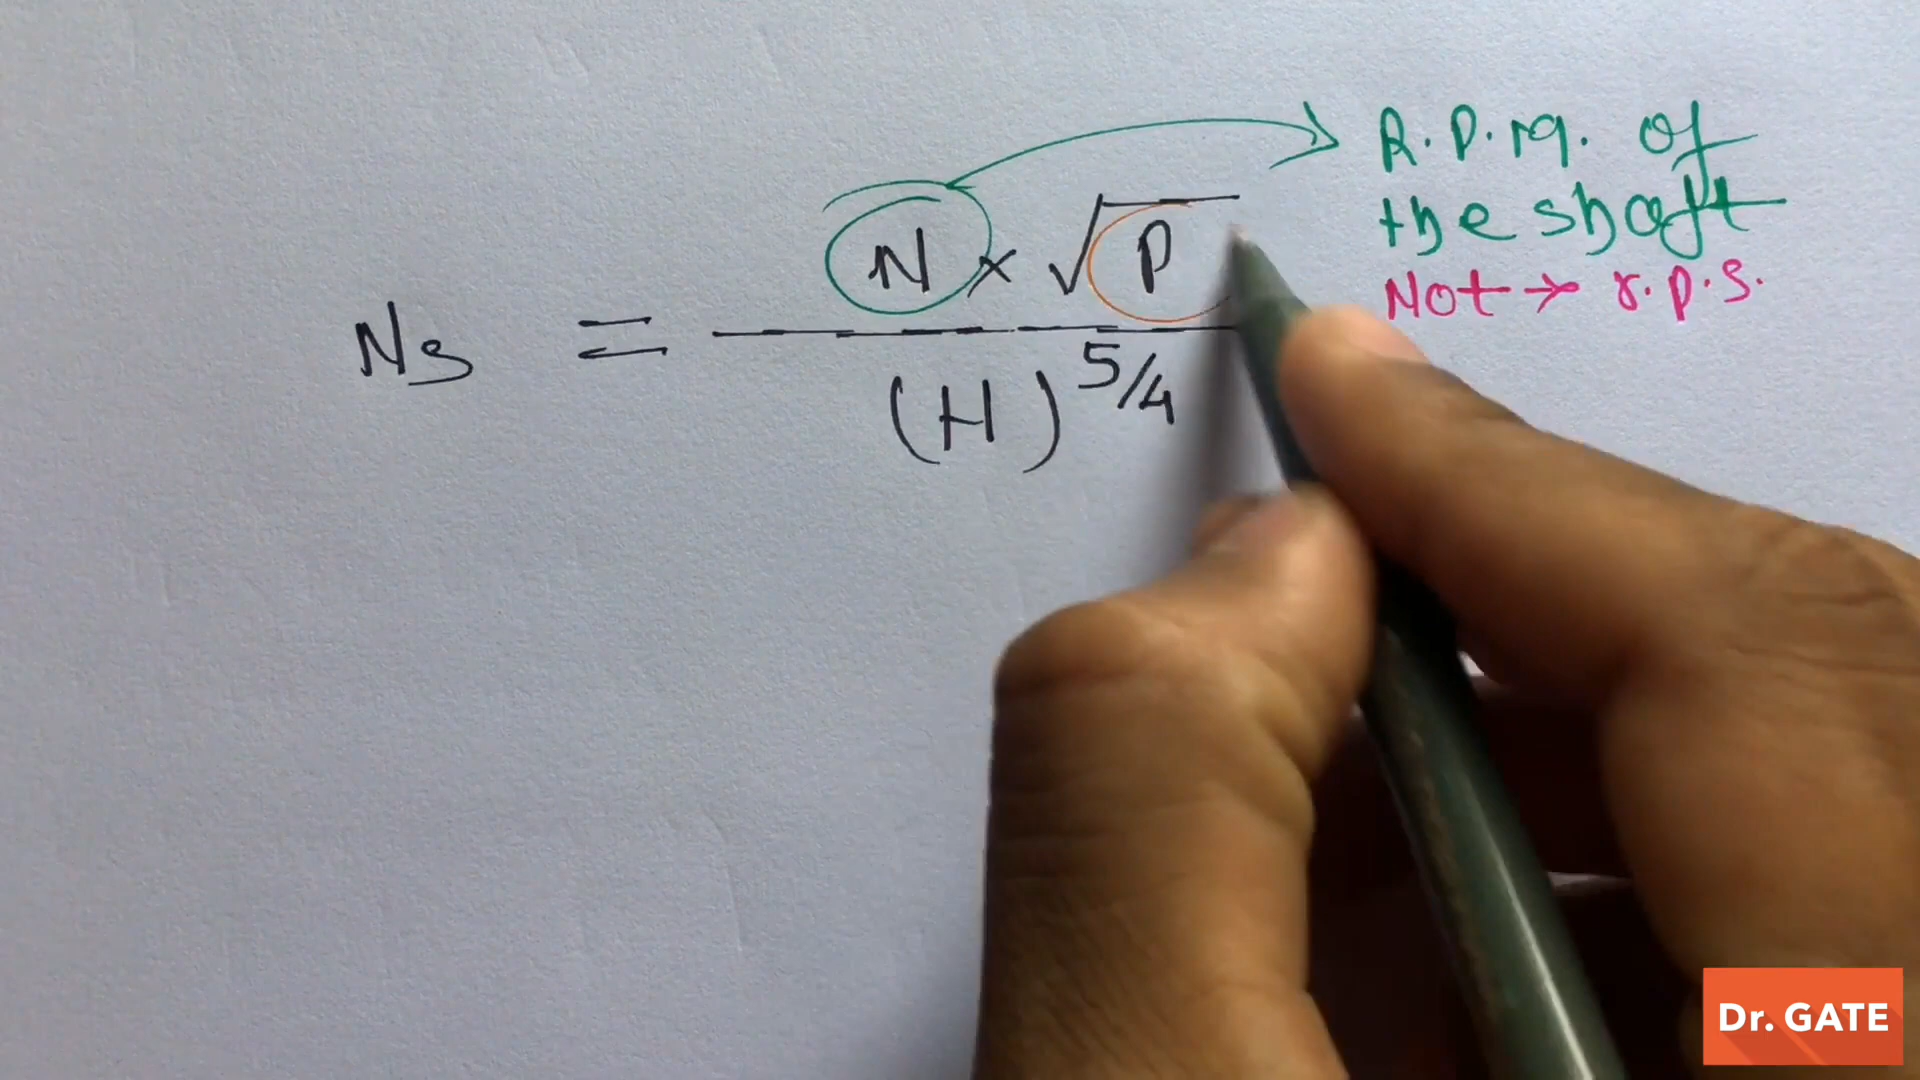 Ns = N × √P
(H)^5/4
R.P.m. of
the shaft
Not → r.p.s.
Dr. GATE